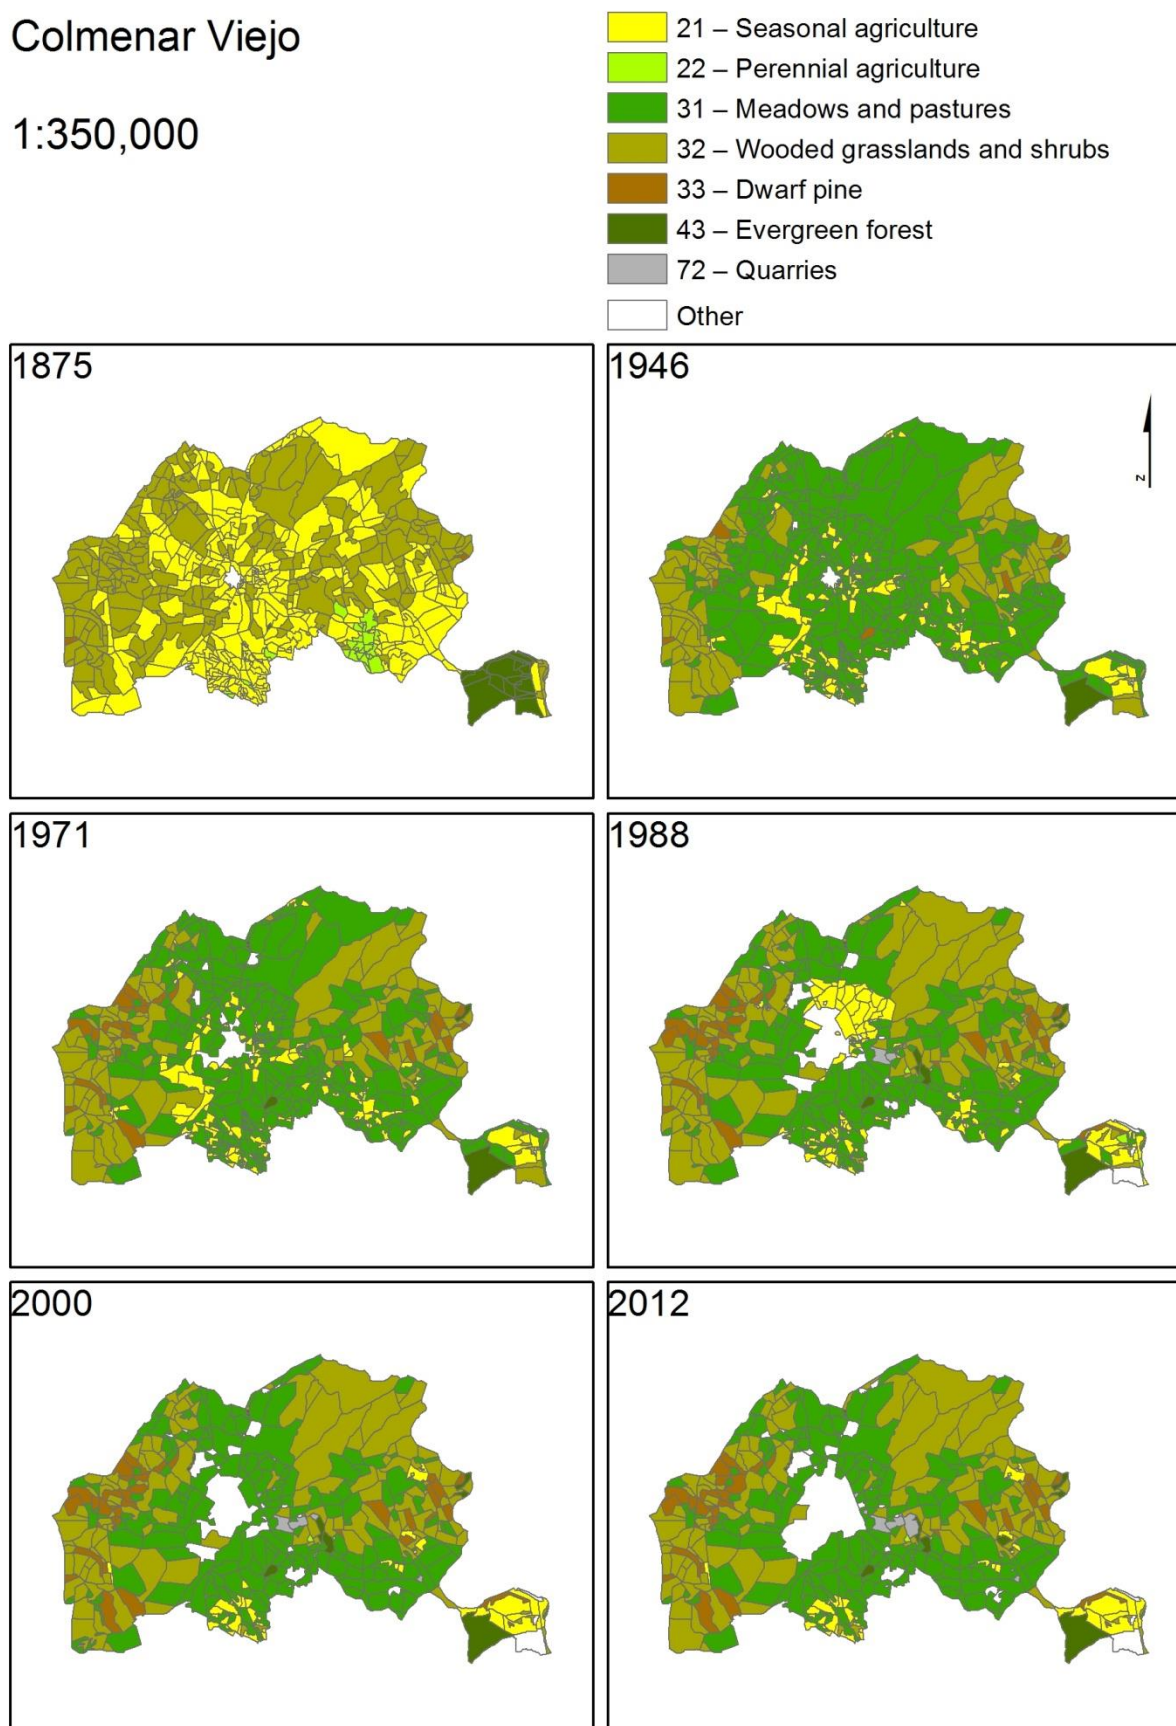 Colmenar Viejo
1:350,000
21 – Seasonal agriculture
22 – Perennial agriculture
31 – Meadows and pastures
32 – Wooded grasslands and shrubs
33 – Dwarf pine
43 – Evergreen forest
72 – Quarries
Other
1875
1946
N
1971
1988
2000
2012